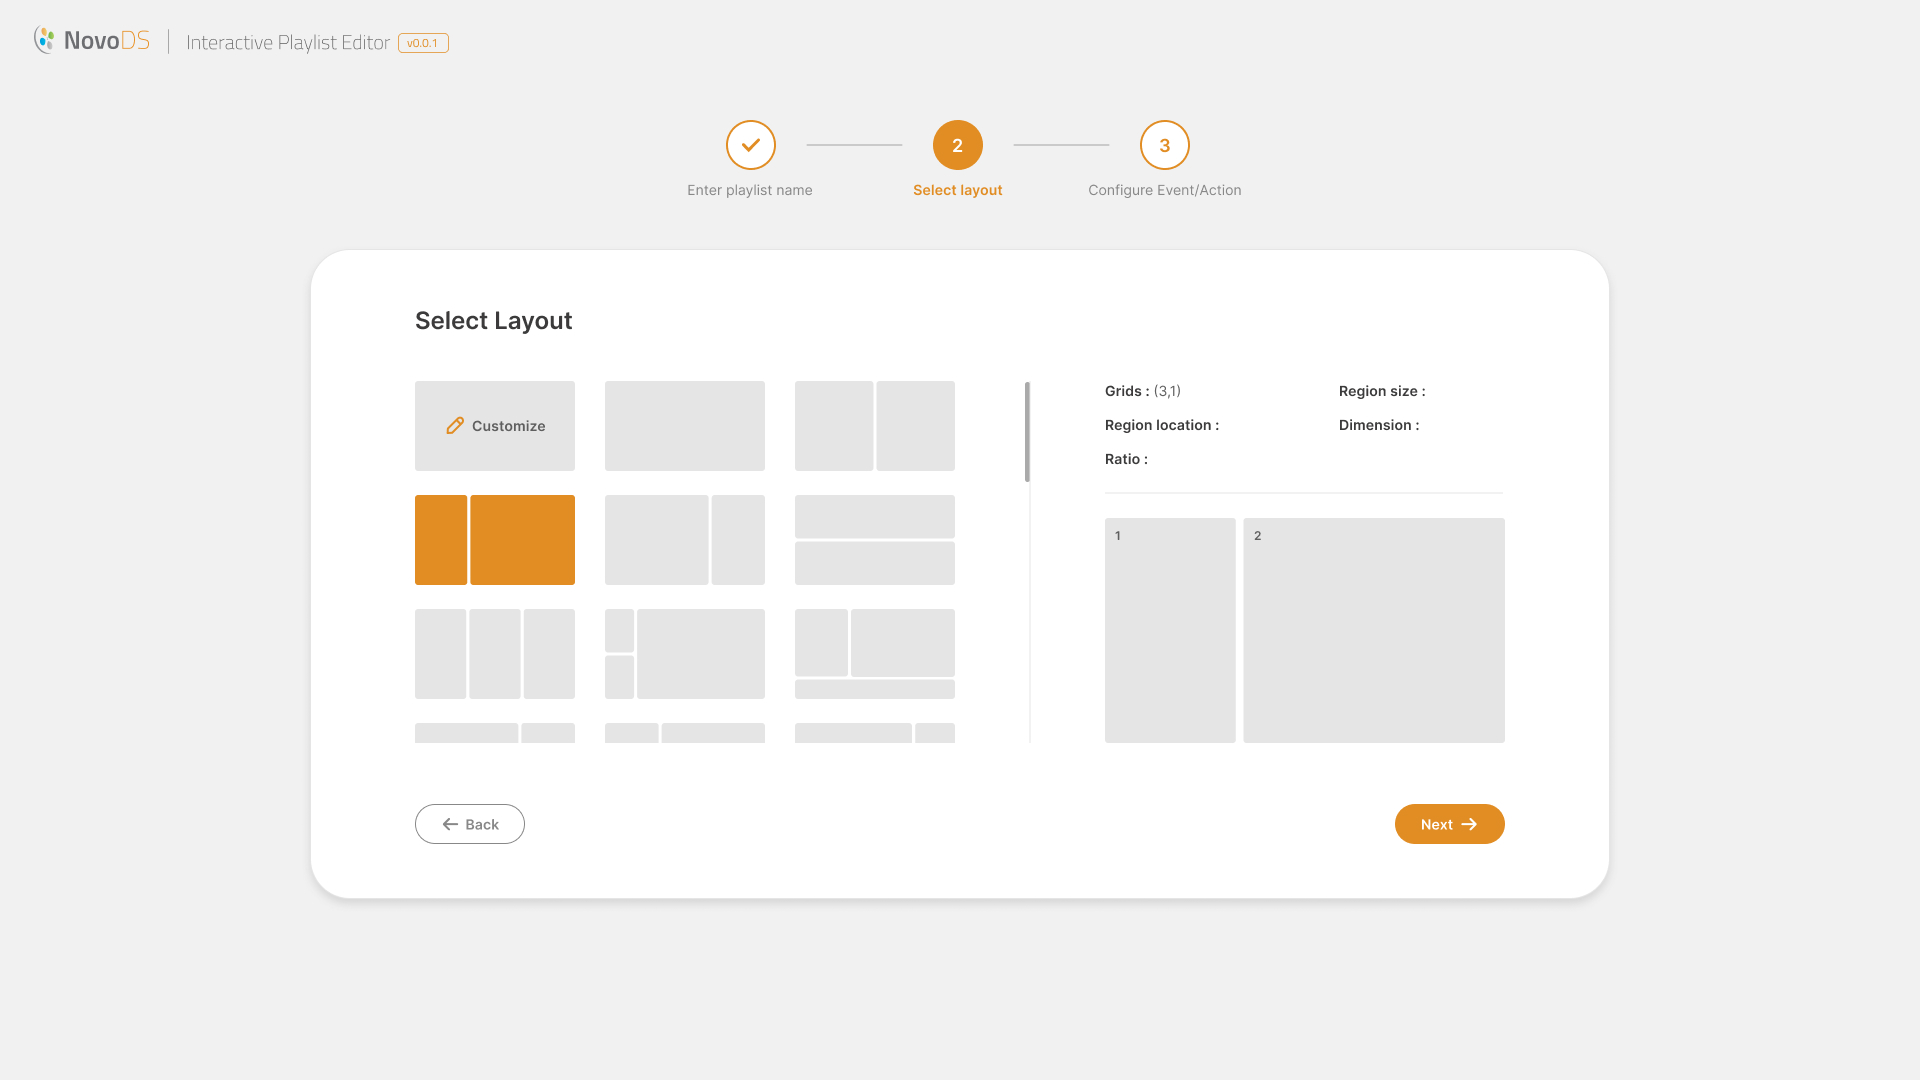 NovoDS Interactive Playlist Editor v0.0.1
2 3
Enter playlist name Select layout Configure Event/Action
Select Layout
Customize
Grids : (3,1) Region size :
Region location : Dimension :
Ratio :
1 2
Back Next